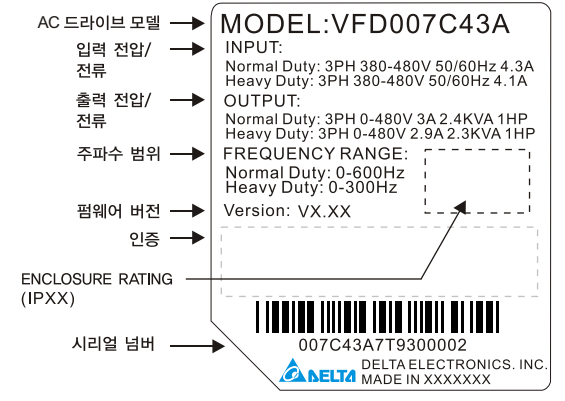 AC 드라이브 모델
입력 전압/
전류
출력 전압/
전류
주파수 범위
펌웨어 버전
인증
ENCLOSURE RATING
(IPXX)
시리얼 넘버
MODEL:VFD007C43A
INPUT:
Normal Duty: 3PH 380-480V 50/60Hz 4.3A
Heavy Duty: 3PH 380-480V 50/60Hz 4.1A
OUTPUT:
Normal Duty: 3PH 0-480V 3A 2.4KVA 1HP
Heavy Duty: 3PH 0-480V 2.9A 2.3KVA 1HP
FREQUENCY RANGE:
Normal Duty: 0-600Hz
Heavy Duty: 0-300Hz
Version: VX.XX
007C43A7T9300002
DELTA
DELTA ELECTRONICS. INC.
MADE IN XXXXXXX